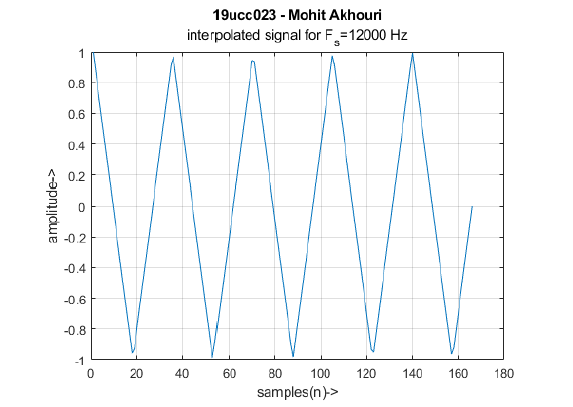 19ucc023 - Mohit Akhouri
interpolated signal for Fs=12000 Hz
1
0.8
0.6
0.4
0.2
0
-0.2
-0.4
-0.6
-0.8
-1
amplitude->
0 20 40 60 80 100 120 140 160 180
samples(n)->